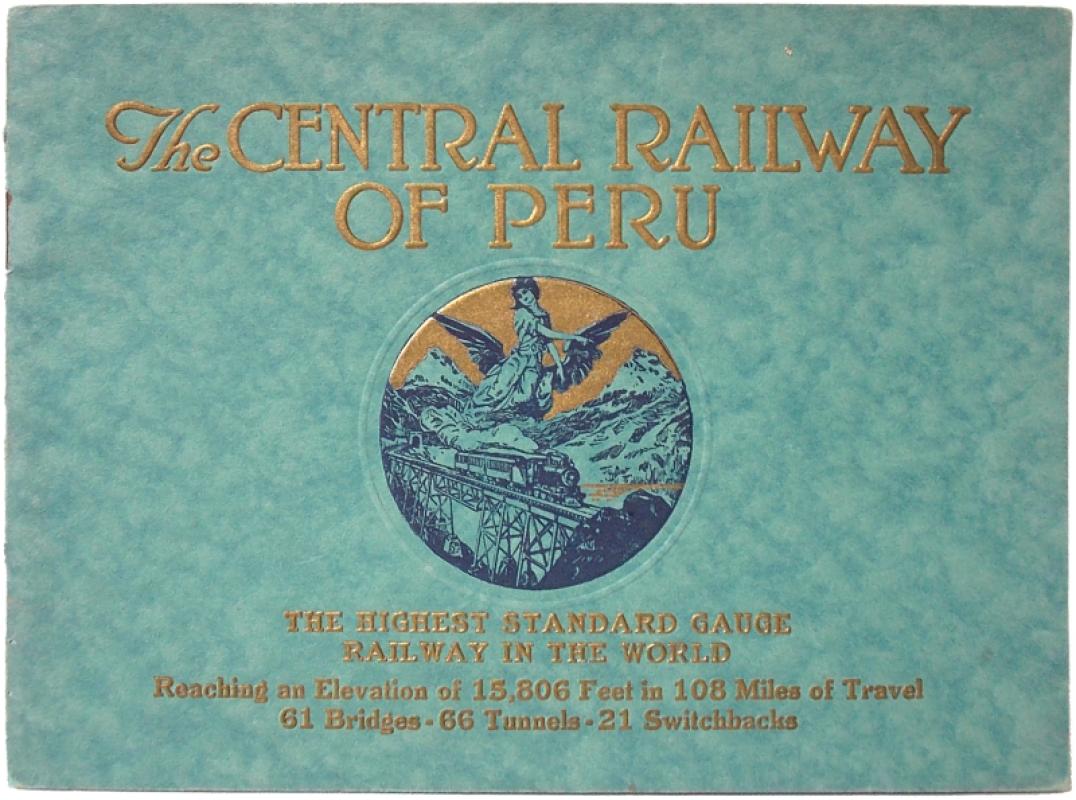 The CENTRAL RAILWAY
OF PERU
THE HIGHEST STANDARD GAUGE
RAILWAY IN THE WORLD
Reaching an Elevation of 15,806 Feet in 108 Miles of Travel
61 Bridges - 66 Tunnels - 21 Switchbacks